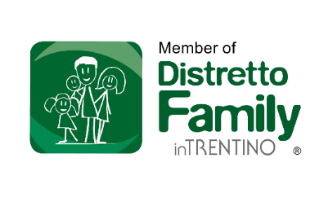 Member of
Distretto
Family
inTRENTINO ®